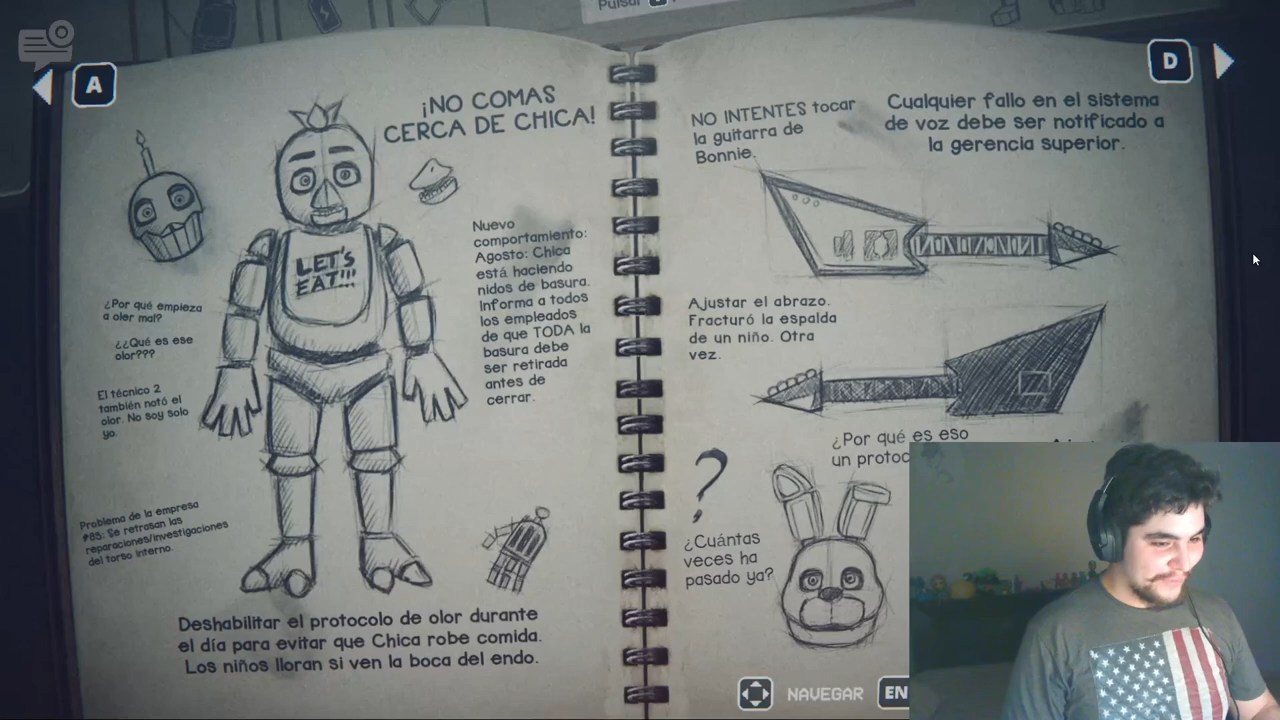 Pulsar
A
D
¡NO COMAS
CERCA DE CHICA!
LET'S
EAT!!!
Nuevo
comportamiento:
Agosto: Chica
está haciendo
nidos de basura.
Informa a todos
los empleados
de que TODA la
basura debe
ser retirada
antes de
cerrar.
¿Por qué empieza
a oler mal?
¿¿Qué es ese
olor???
El técnico 2
también notó el
olor. No soy solo
yo.
Problema de la empresa
#83: Se retrasan las
reparaciones/investigaciones
del torso interno.
Deshabilitar el protocolo de olor durante
el día para evitar que Chica robe comida.
Los niños lloran si ven la boca del endo.
NO INTENTES tocar
la guitarra de
Bonnie.
Cualquier fallo en el sistema
de voz debe ser notificado a
la gerencia superior.
Ajustar el abrazo.
Fracturó la espalda
de un niño. Otra
vez.
¿Por qué es eso
un protoc
?
¿Cuántas
veces ha
pasado ya?
NAVEGAR
EN